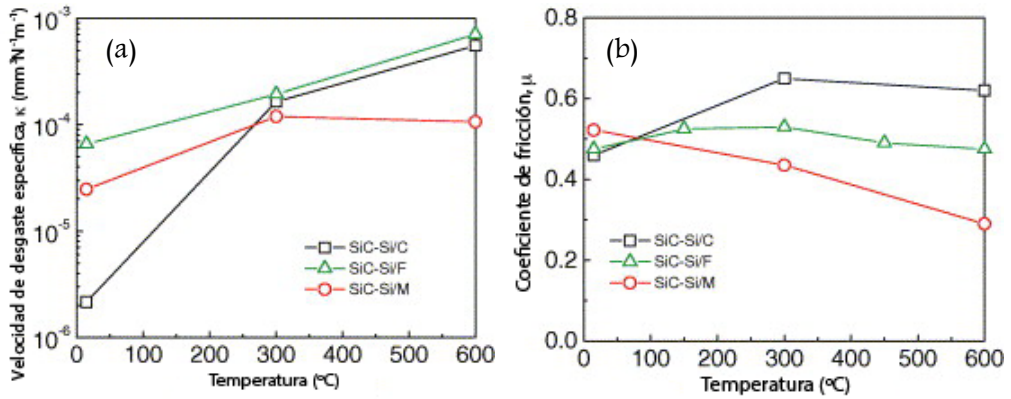 (a)
Velocidad de desgaste específica, κ (mm³N⁻¹m⁻¹)
10⁻³
10⁻⁴
10⁻⁵
10⁻⁶
SiC-Si/C
SiC-Si/F
SiC-Si/M
0 100 200 300 400 500 600
Temperatura (ºC)
(b)
Coeficiente de fricción, μ
0.8
0.6
0.4
0.2
0.0
SiC-Si/C
SiC-Si/F
SiC-Si/M
0 100 200 300 400 500 600
Temperatura (ºC)